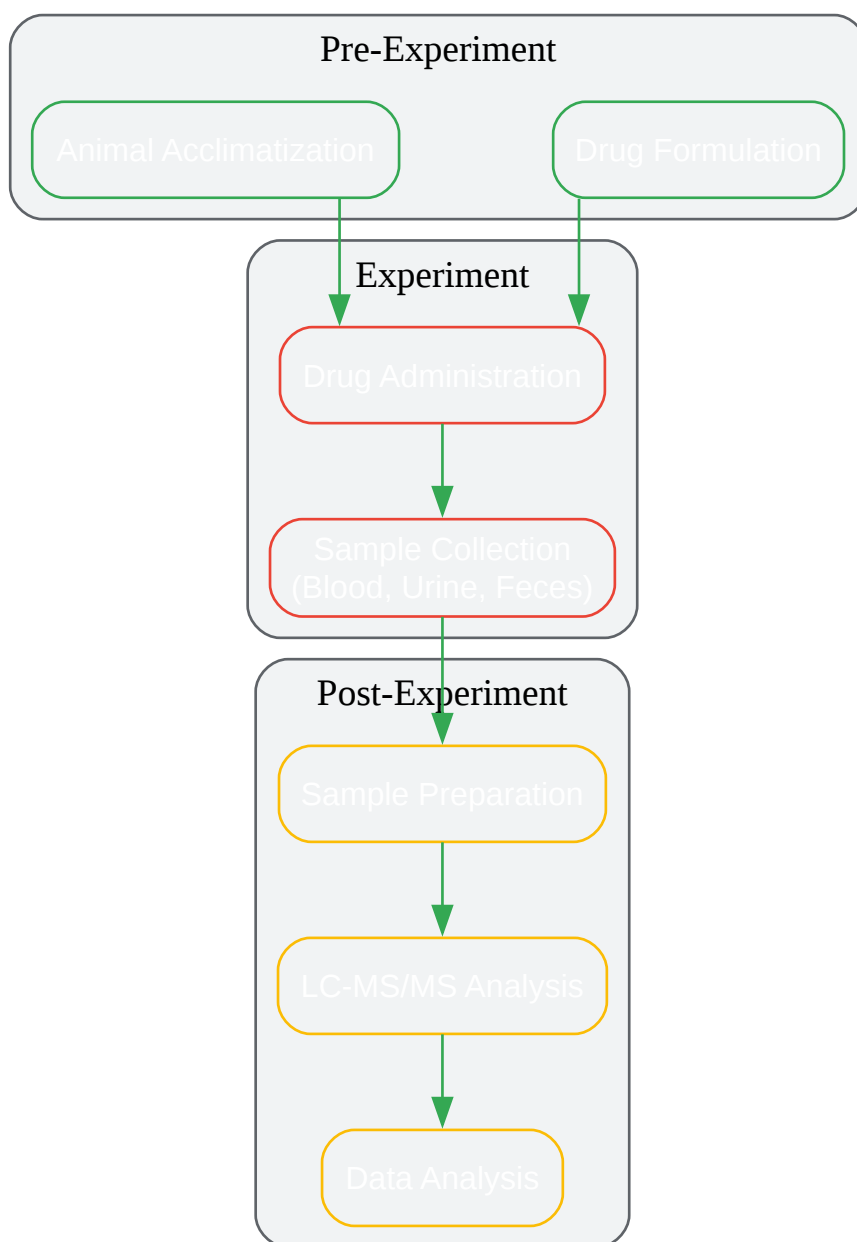 Pre-Experiment
Animal Acclimatization
Drug Formulation
Experiment
Drug Administration
Sample Collection
(Blood, Urine, Feces)
Post-Experiment
Sample Preparation
LC-MS/MS Analysis
Data Analysis